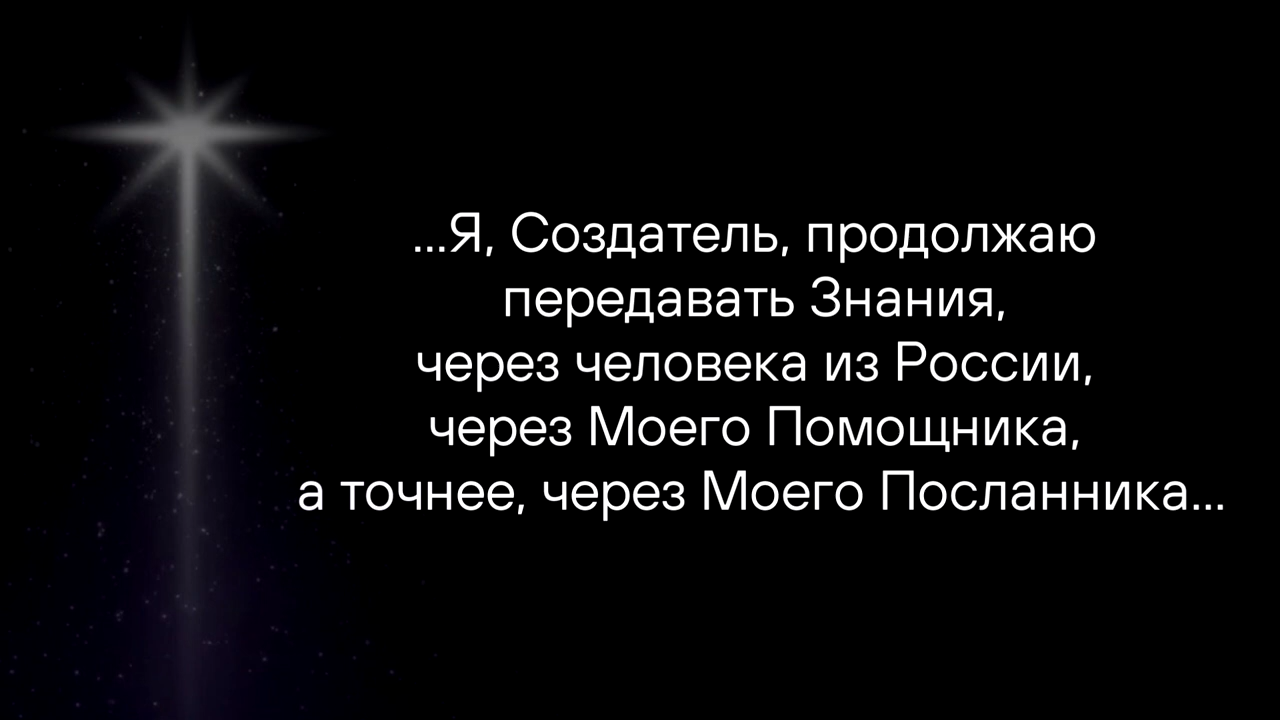 ...Я, Создатель, продолжаю
передавать Знания,
через человека из России,
через Моего Помощника,
а точнее, через Моего Посланника...